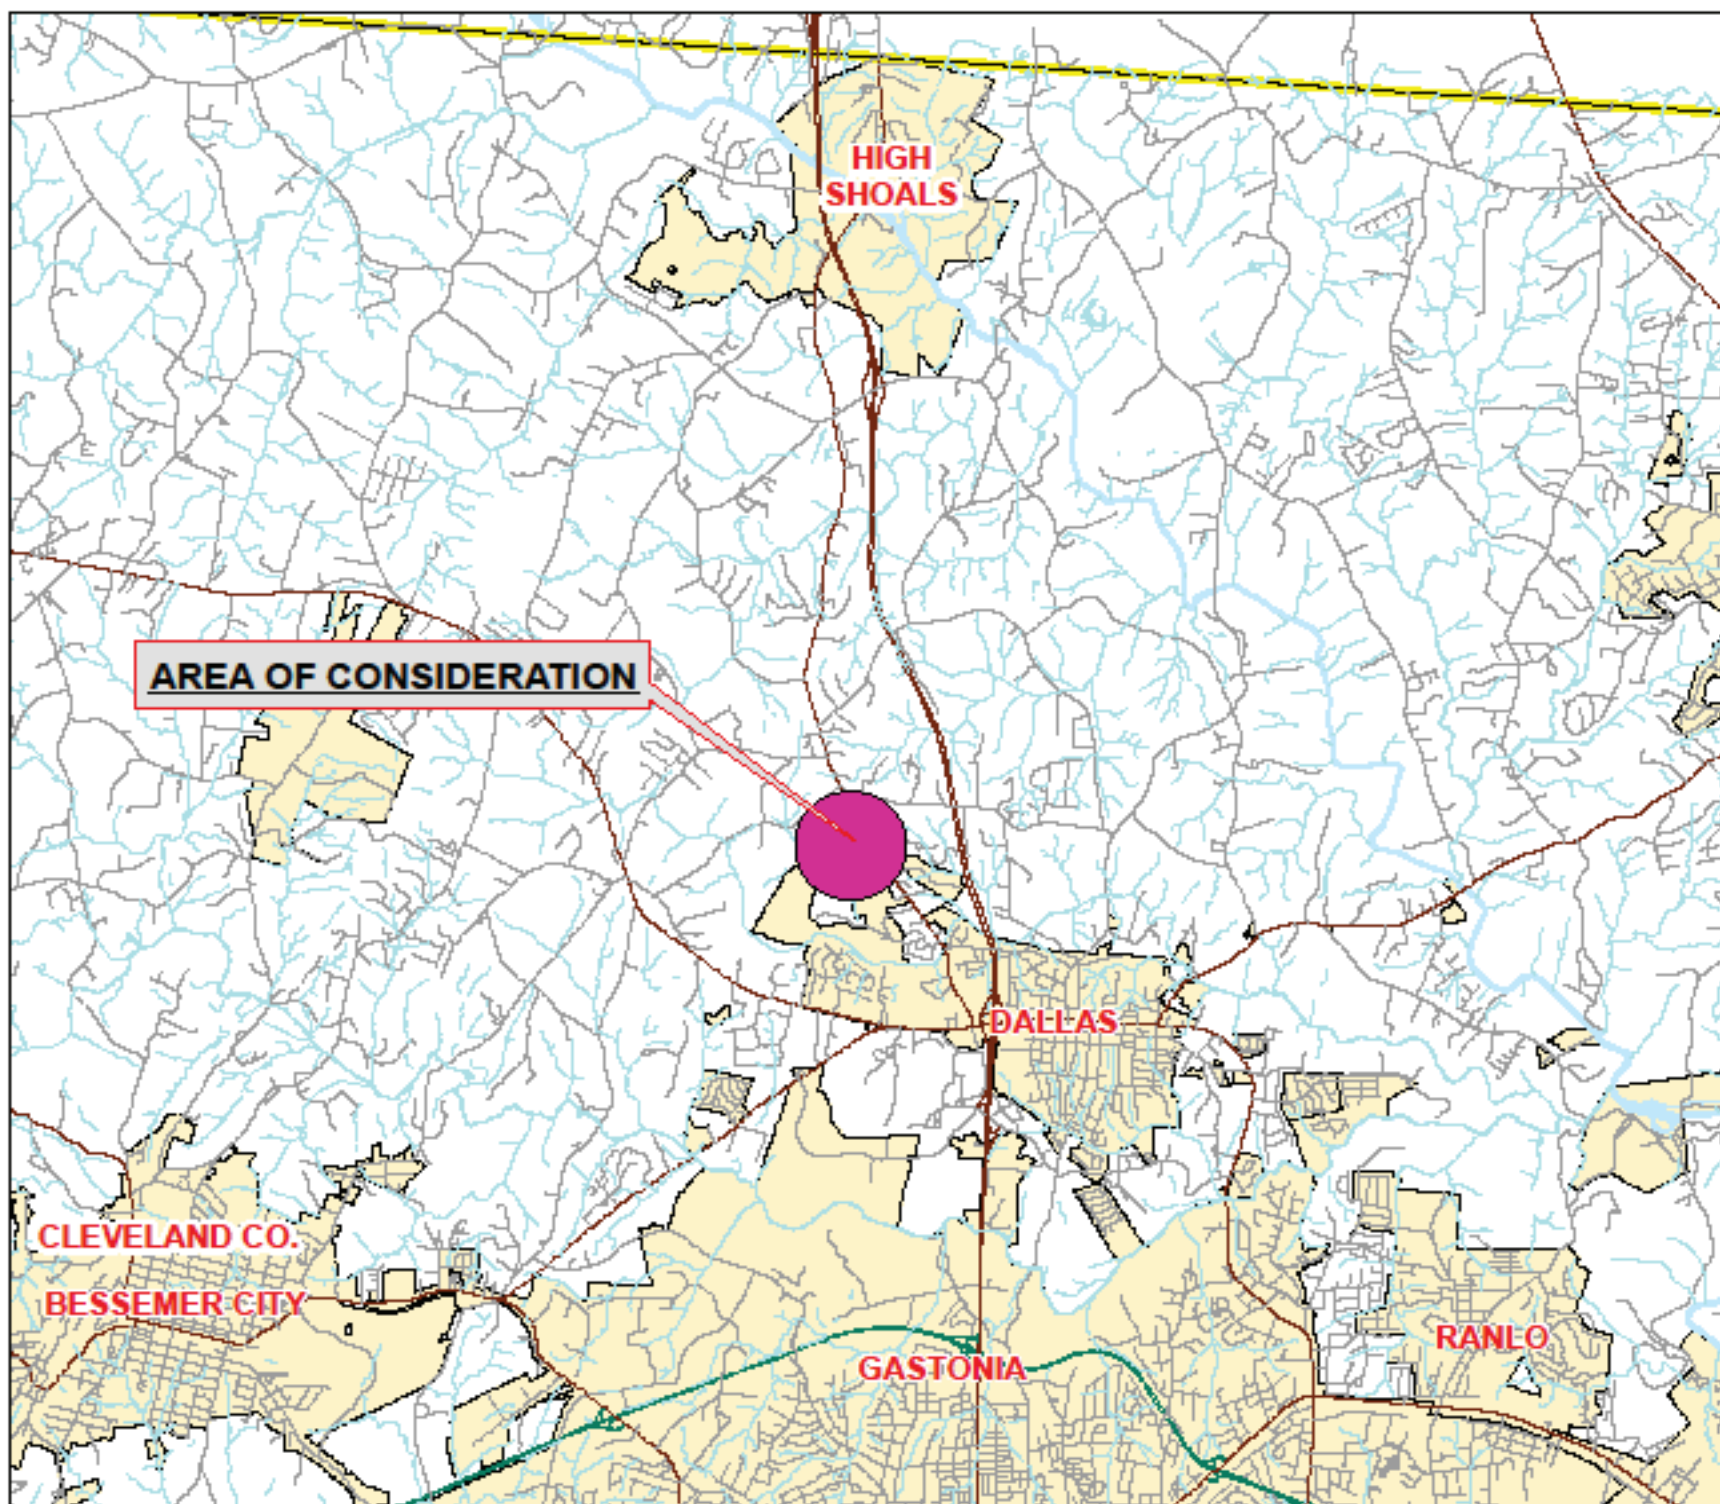 HIGH
SHOALS
AREA OF CONSIDERATION
DALLAS
CLEVELAND CO.
BESSEMER CITY
RANLO
GASTONIA